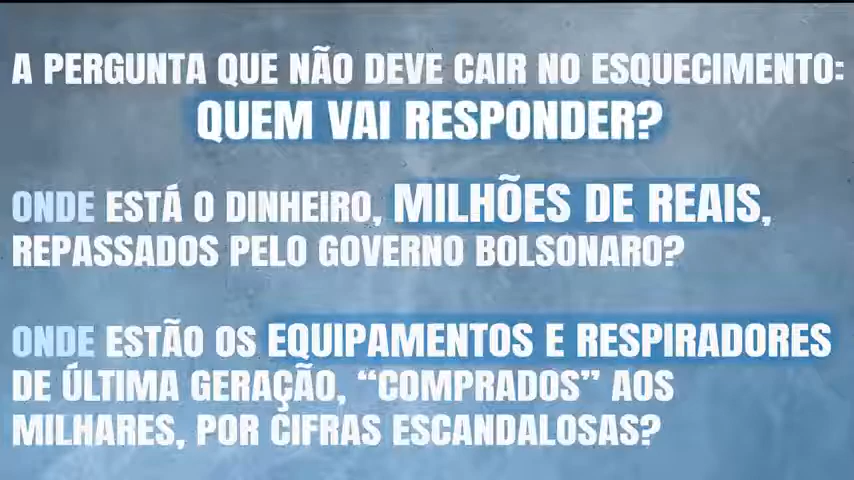 A PERGUNTA QUE NÃO DEVE CAIR NO ESQUECIMENTO:
QUEM VAI RESPONDER?
ONDE ESTÁ O DINHEIRO, MILHÕES DE REAIS,
REPASSADOS PELO GOVERNO BOLSONARO?
ONDE ESTÃO OS EQUIPAMENTOS E RESPIRADORES
DE ÚLTIMA GERAÇÃO, “COMPRADOS” AOS
MILHARES, POR CIFRAS ESCANDALOSAS?